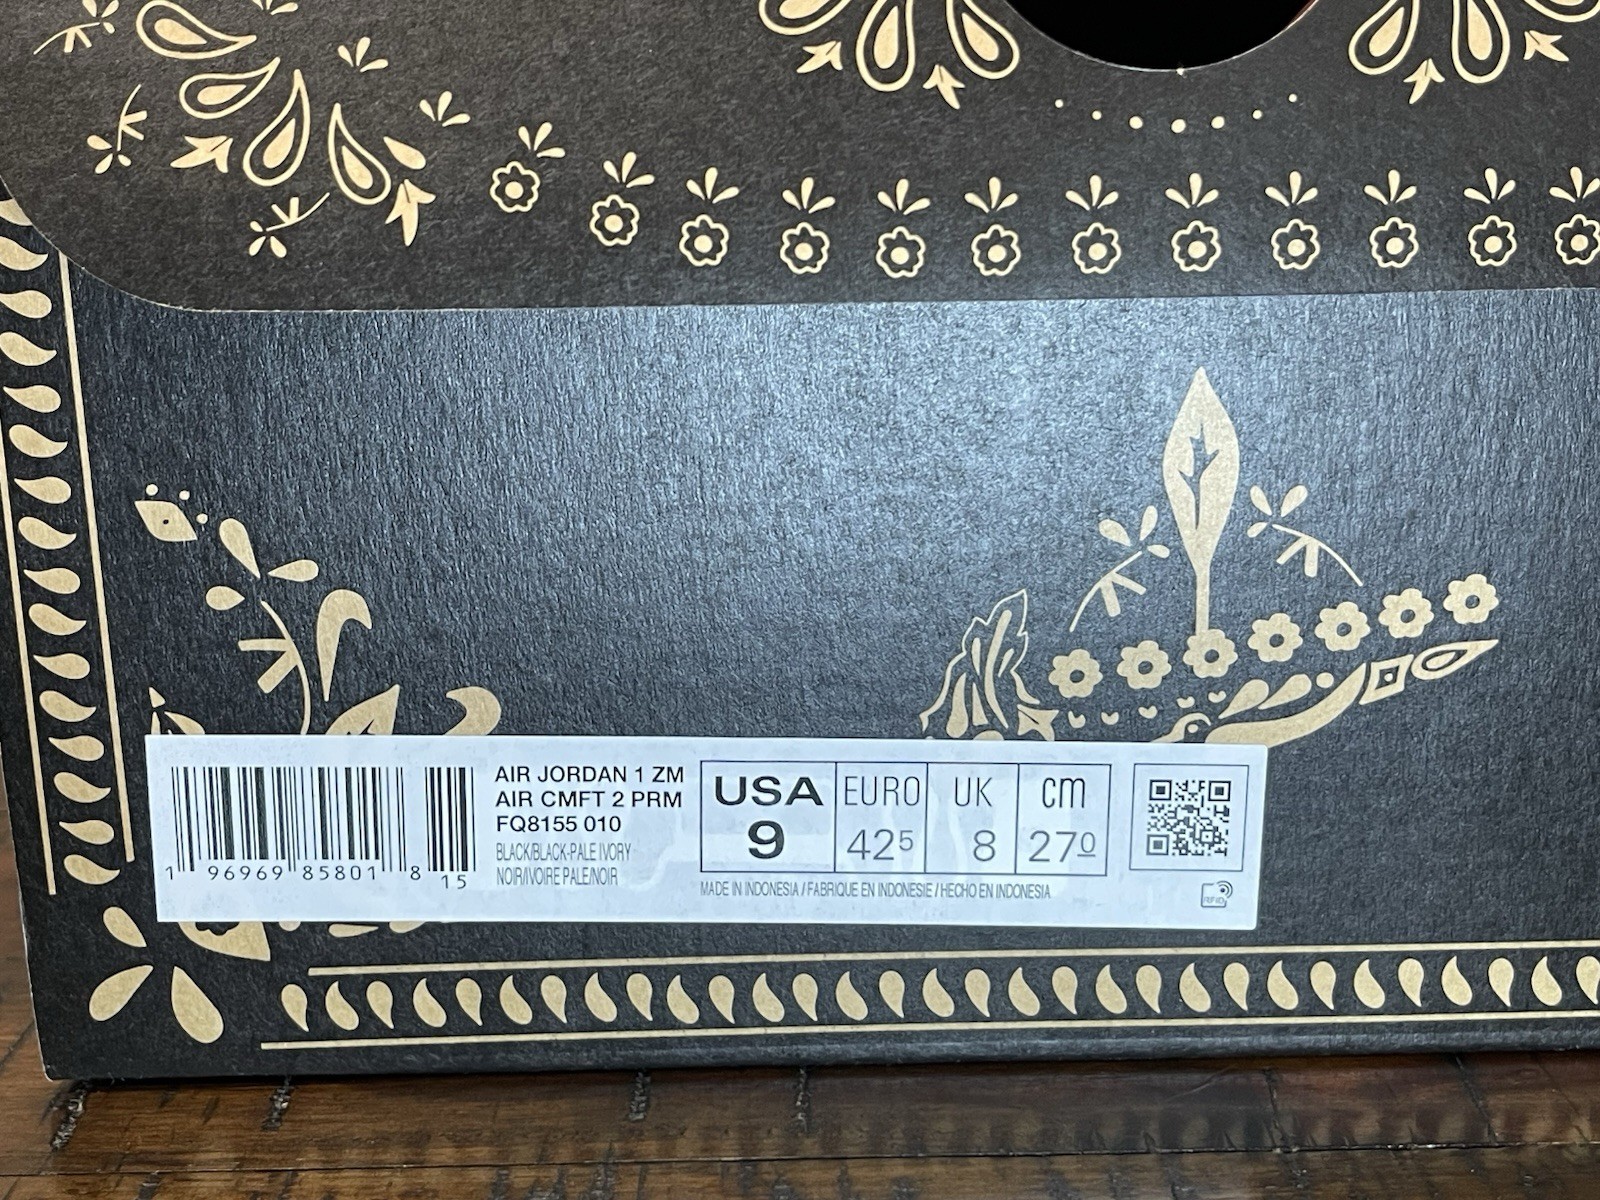 AIR JORDAN 1 ZM
AIR CMFT 2 PRM
FQ8155 010
BLACK/BLACK-PALE IVORY
NOIR/IVOIRE PALE/NOIR
1 96969 85801 8 15
USA EURO UK cm
9 425 8 270
MADE IN INDONESIA / FABRIQUE EN INDONESIE / HECHO EN INDONESIA
RFID